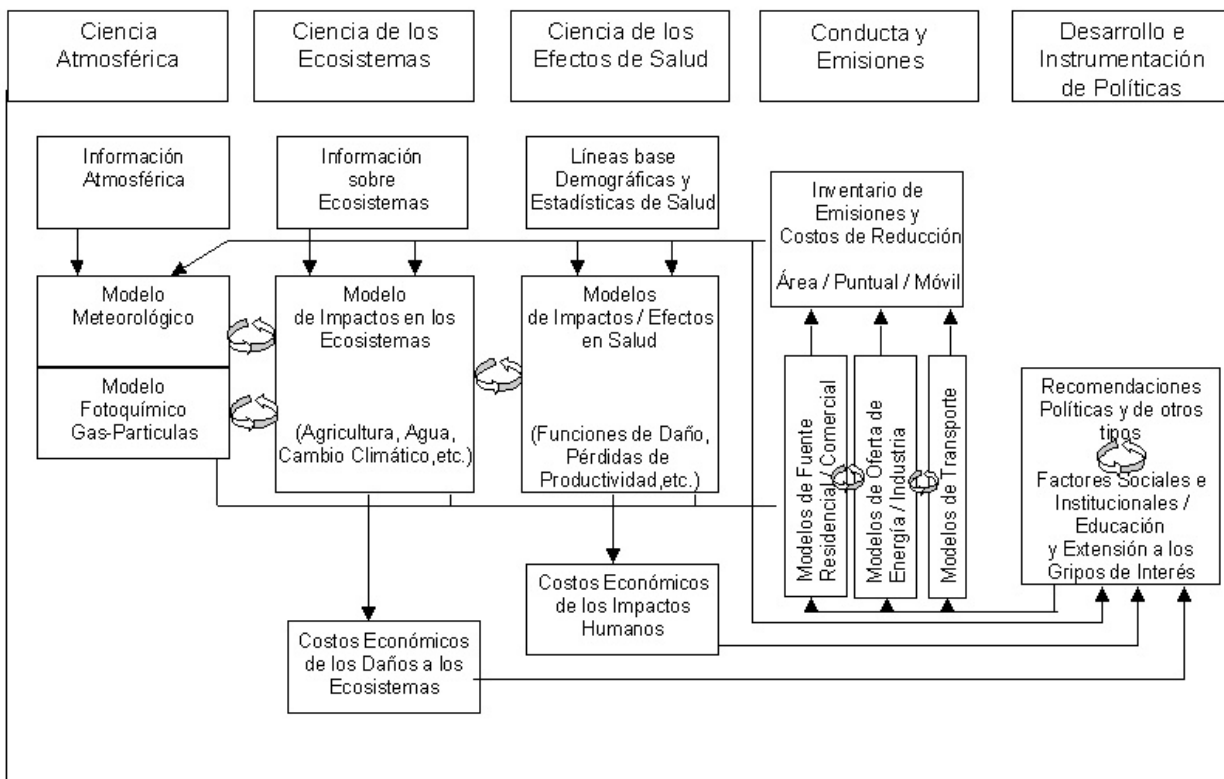 Ciencia
Atmosférica
Ciencia de los
Ecosistemas
Ciencia de los
Efectos de Salud
Conducta y
Emisiones
Desarrollo e
Instrumentación
de Políticas
Información
Atmosférica
Información
sobre
Ecosistemas
Líneas base
Demográficas y
Estadísticas de Salud
Inventario de
Emisiones y
Costos de Reducción
Área / Puntual / Móvil
Modelo
Meteorológico
Modelo
Fotoquímico
Gas-Particulas
Modelo
de Impactos en los
Ecosistemas
(Agricultura, Agua,
Cambio Climático,etc.)
Modelos
de Impactos / Efectos
en Salud
(Funciones de Daño,
Pérdidas de
Productividad,etc.)
Modelos de Fuente
Residencial / Comercial
Modelos de Oferta de
Energía / Industria
Modelos de Transporte
Recomendaciones
Políticas y de otros
tipos
Factores Sociales e
Institucionales /
Educación
y Extensión a los
Gripos de Interés
Costos Económicos
de los Impactos
Humanos
Costos Económicos
de los Daños a los
Ecosistemas